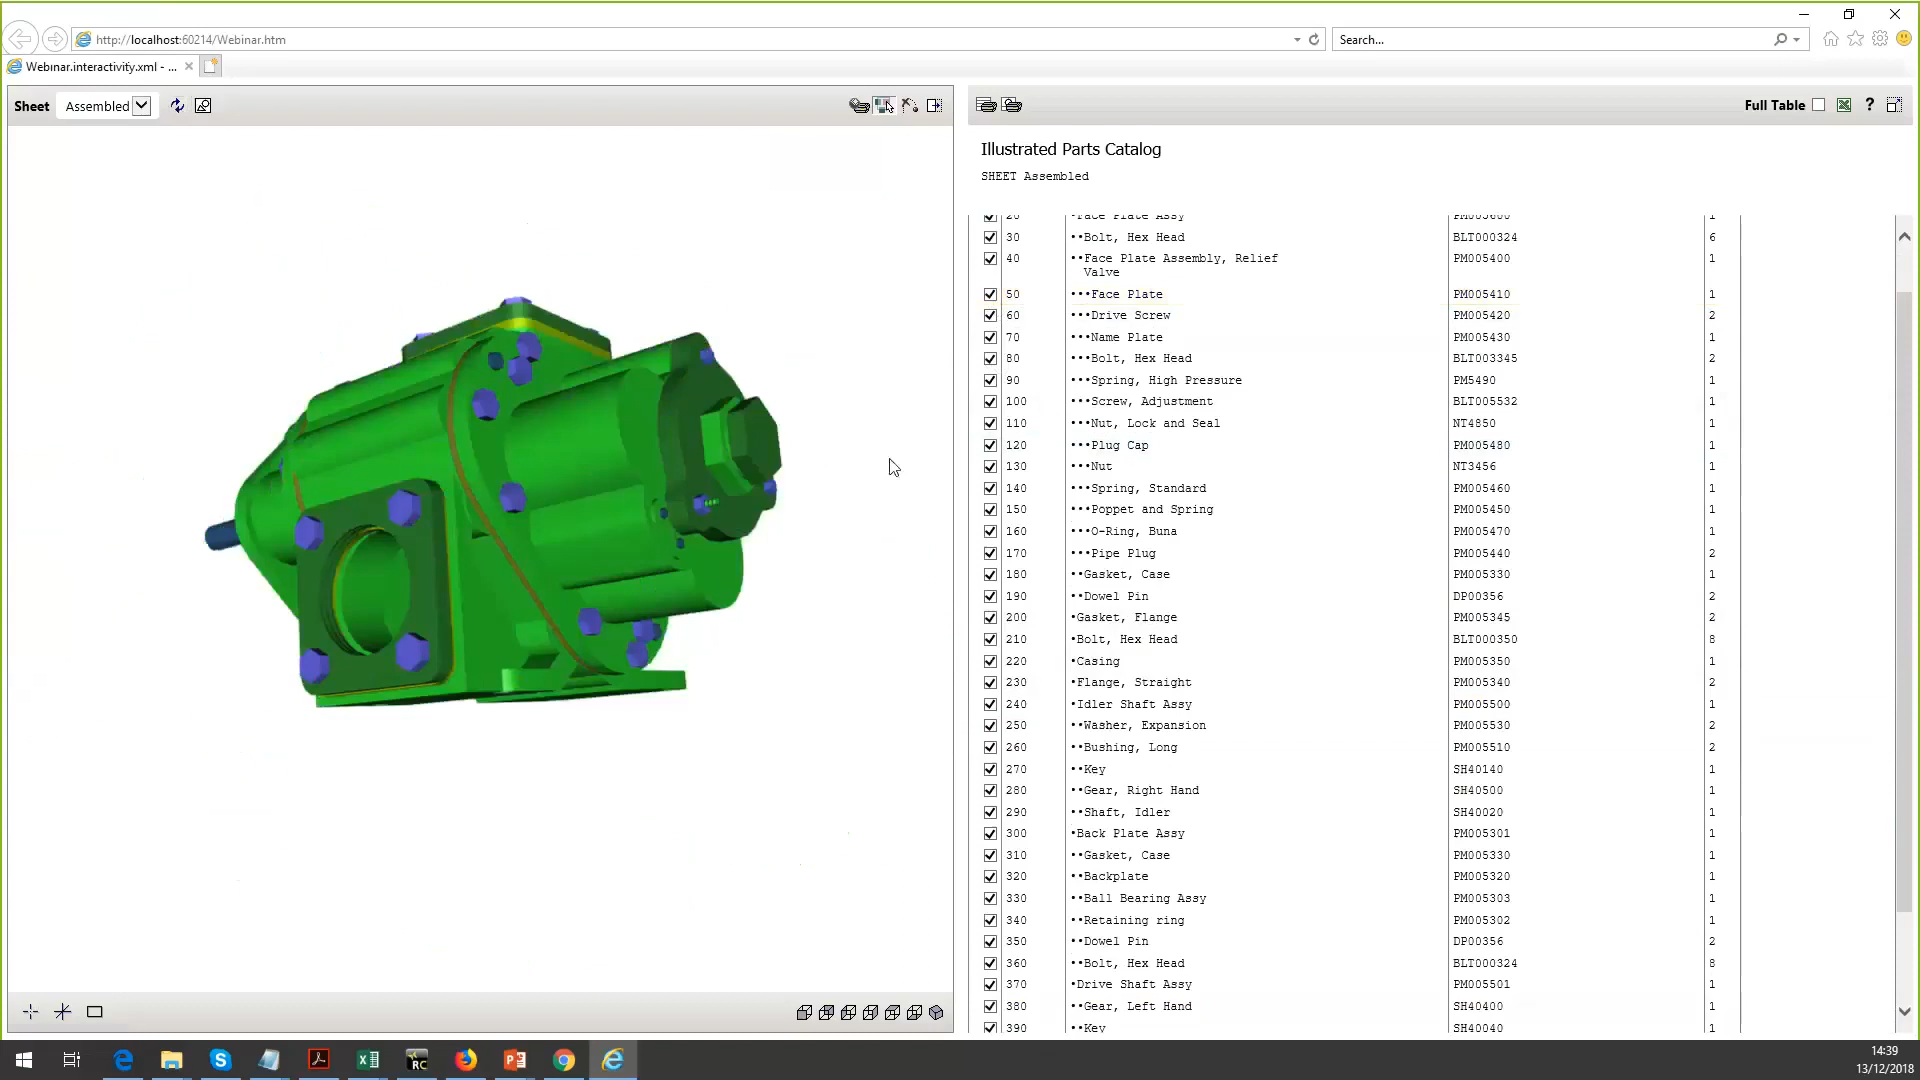 http://localhost:60214/Webinar.htm
Search...
Webinar.interactivity.xml - ...
Sheet Assembled
Full Table
?
Illustrated Parts Catalog
SHEET Assembled
20 •Face Plate Assy PM005600 1
30 ••Bolt, Hex Head BLT000324 6
40 ••Face Plate Assembly, Relief PM005400 1
Valve
50 •••Face Plate PM005410 1
60 •••Drive Screw PM005420 2
70 •••Name Plate PM005430 1
80 •••Bolt, Hex Head BLT003345 2
90 •••Spring, High Pressure PM5490 1
100 •••Screw, Adjustment BLT005532 1
110 •••Nut, Lock and Seal NT4850 1
120 •••Plug Cap PM005480 1
130 •••Nut NT3456 1
140 •••Spring, Standard PM005460 1
150 •••Poppet and Spring PM005450 1
160 •••O-Ring, Buna PM005470 1
170 •••Pipe Plug PM005440 2
180 ••Gasket, Case PM005330 1
190 ••Dowel Pin DP00356 2
200 •Gasket, Flange PM005345 2
210 •Bolt, Hex Head BLT000350 8
220 •Casing PM005350 1
230 •Flange, Straight PM005340 2
240 •Idler Shaft Assy PM005500 1
250 ••Washer, Expansion PM005530 2
260 ••Bushing, Long PM005510 2
270 ••Key SH40140 1
280 ••Gear, Right Hand SH40500 1
290 ••Shaft, Idler SH40020 1
300 •Back Plate Assy PM005301 1
310 ••Gasket, Case PM005330 1
320 ••Backplate PM005320 1
330 ••Ball Bearing Assy PM005303 1
340 ••Retaining ring PM005302 1
350 ••Dowel Pin DP00356 2
360 ••Bolt, Hex Head BLT000324 8
370 •Drive Shaft Assy PM005501 1
380 ••Gear, Left Hand SH40400 1
390 ••Key SH40040 1
RC
14:39
13/12/2018